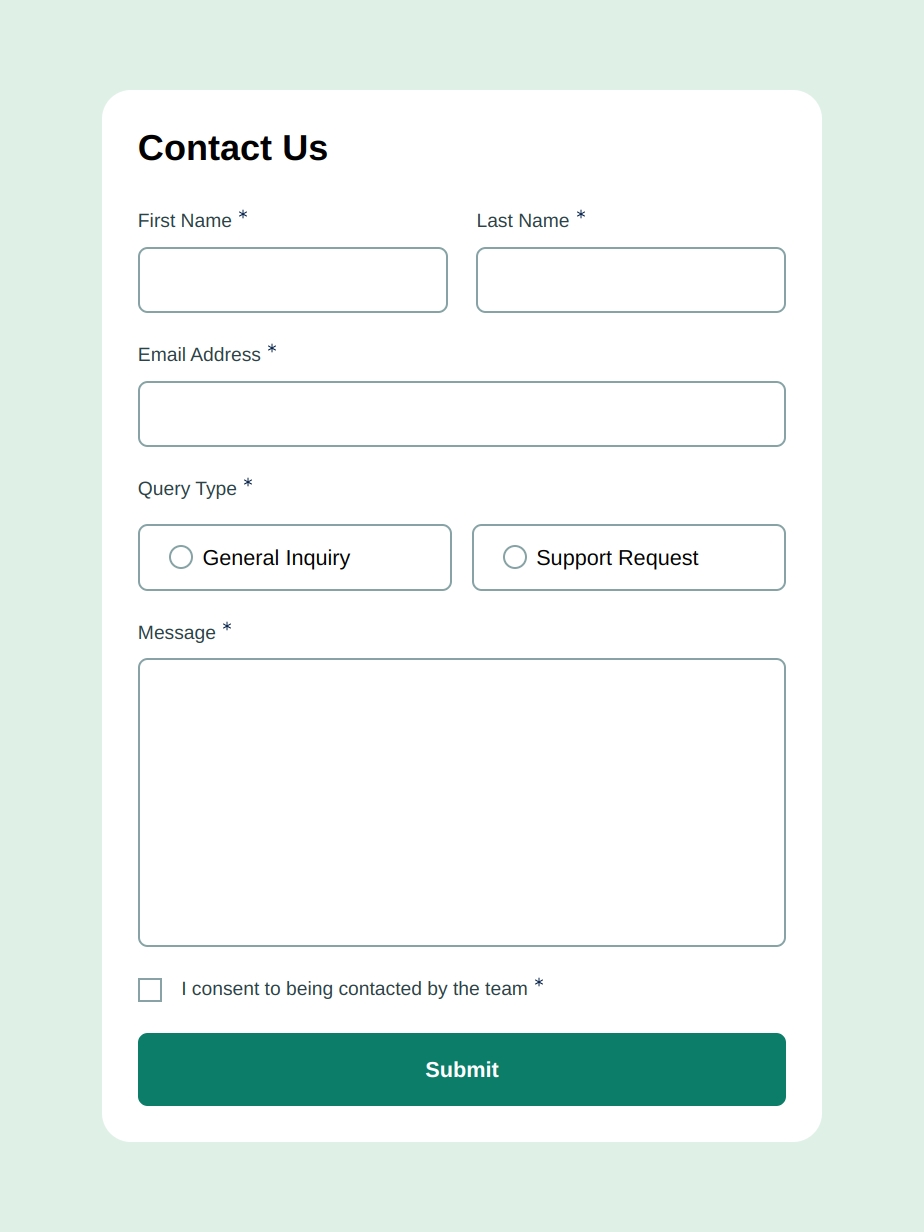 Contact Us
First Name *
Last Name *
Email Address *
Query Type *
General Inquiry
Support Request
Message *
I consent to being contacted by the team *
Submit